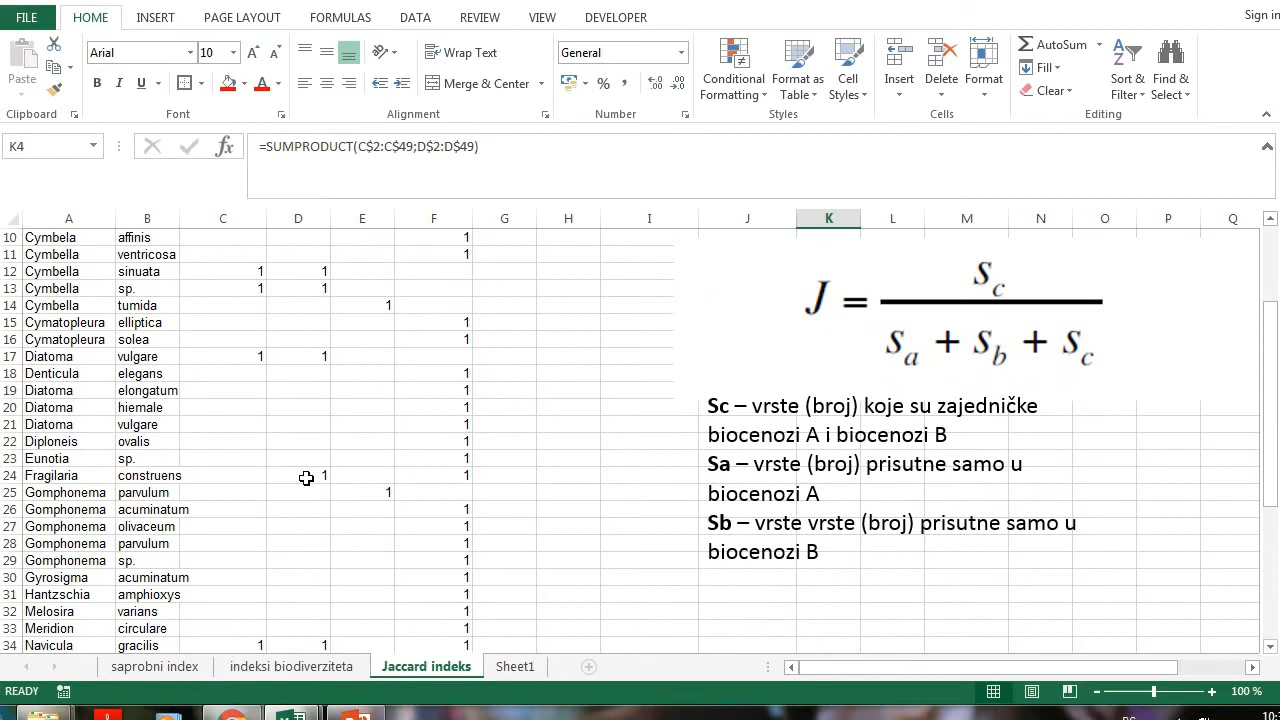 FILE HOME INSERT PAGE LAYOUT FORMULAS DATA REVIEW VIEW DEVELOPER Sign in
Paste Arial 10 B I U Wrap Text Merge & Center General % , Conditional Formatting Format as Table Cell Styles Insert Delete Format AutoSum Fill Clear Sort & Filter Find & Select
Clipboard Font Alignment Number Styles Cells Editing
K4 fx =SUMPRODUCT(C$2:C$49;D$2:D$49)
A B C D E F G H I J K L M N O P Q
10 Cymbela affinis 1
11 Cymbella ventricosa 1
12 Cymbella sinuata 1 1
13 Cymbella sp. 1 1
14 Cymbella tumida 1
15 Cymatopleura elliptica 1
16 Cymatopleura solea 1
17 Diatoma vulgare 1 1
18 Denticula elegans 1
19 Diatoma elongatum 1
20 Diatoma hiemale 1
21 Diatoma vulgare 1
22 Diploneis ovalis 1
23 Eunotia sp. 1
24 Fragilaria construens 1 1
25 Gomphonema parvulum 1
26 Gomphonema acuminatum 1
27 Gomphonema olivaceum 1
28 Gomphonema parvulum 1
29 Gomphonema sp. 1
30 Gyrosigma acuminatum 1
31 Hantzschia amphioxys 1
32 Melosira varians 1
33 Meridion circulare 1
34 Navicula gracilis 1 1 1
J = Sc
Sa + Sb + Sc
Sc – vrste (broj) koje su zajedničke
biocenozi A i biocenozi B
Sa – vrste (broj) prisutne samo u
biocenozi A
Sb – vrste vrste (broj) prisutne samo u
biocenozi B
saprobni index indeksi biodiverziteta Jaccard indeks Sheet1
READY 100 %